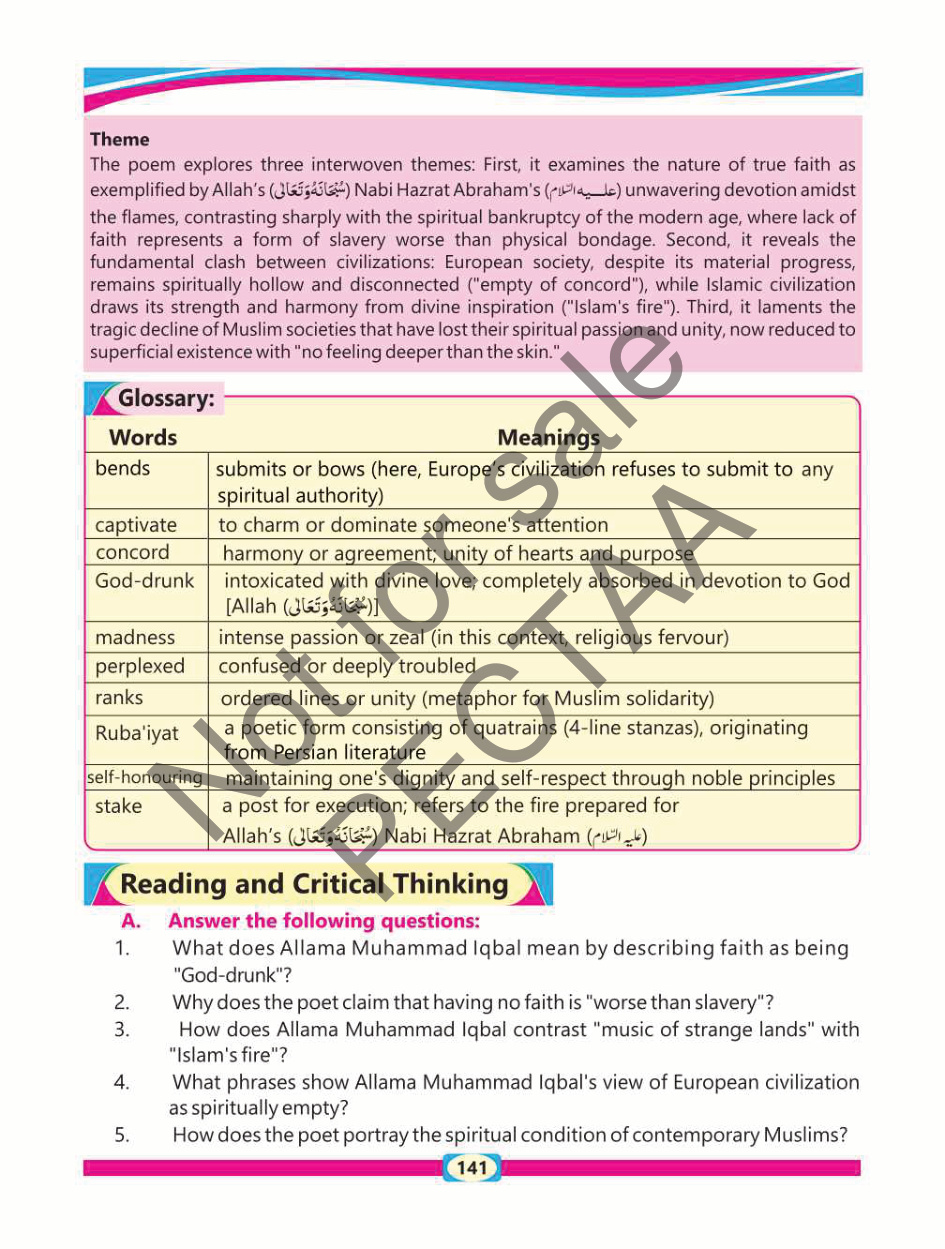 Theme
The poem explores three interwoven themes: First, it examines the nature of true faith as
exemplified by Allah's (سُبْحَانَهُ وَتَعَالٰی) Nabi Hazrat Abraham's (علیہ السّلام) unwavering devotion amidst
the flames, contrasting sharply with the spiritual bankruptcy of the modern age, where lack of
faith represents a form of slavery worse than physical bondage. Second, it reveals the
fundamental clash between civilizations: European society, despite its material progress,
remains spiritually hollow and disconnected ("empty of concord"), while Islamic civilization
draws its strength and harmony from divine inspiration ("Islam's fire"). Third, it laments the
tragic decline of Muslim societies that have lost their spiritual passion and unity, now reduced to
superficial existence with "no feeling deeper than the skin."
Glossary:
Words Meanings
bends submits or bows (here, Europe's civilization refuses to submit to any
spiritual authority)
captivate to charm or dominate someone's attention
concord harmony or agreement; unity of hearts and purpose
God-drunk intoxicated with divine love; completely absorbed in devotion to God
[Allah (سُبْحَانَهُ وَتَعَالٰی)]
madness intense passion or zeal (in this context, religious fervour)
perplexed confused or deeply troubled
ranks ordered lines or unity (metaphor for Muslim solidarity)
Ruba'iyat a poetic form consisting of quatrains (4-line stanzas), originating
from Persian literature
self-honouring maintaining one's dignity and self-respect through noble principles
stake a post for execution; refers to the fire prepared for
Allah's (سُبْحَانَهُ وَتَعَالٰی) Nabi Hazrat Abraham (علیہ السّلام)
Reading and Critical Thinking
A. Answer the following questions:
1. What does Allama Muhammad Iqbal mean by describing faith as being
"God-drunk"?
2. Why does the poet claim that having no faith is "worse than slavery"?
3. How does Allama Muhammad Iqbal contrast "music of strange lands" with
"Islam's fire"?
4. What phrases show Allama Muhammad Iqbal's view of European civilization
as spiritually empty?
5. How does the poet portray the spiritual condition of contemporary Muslims?
141
Not for sale
PECTAA